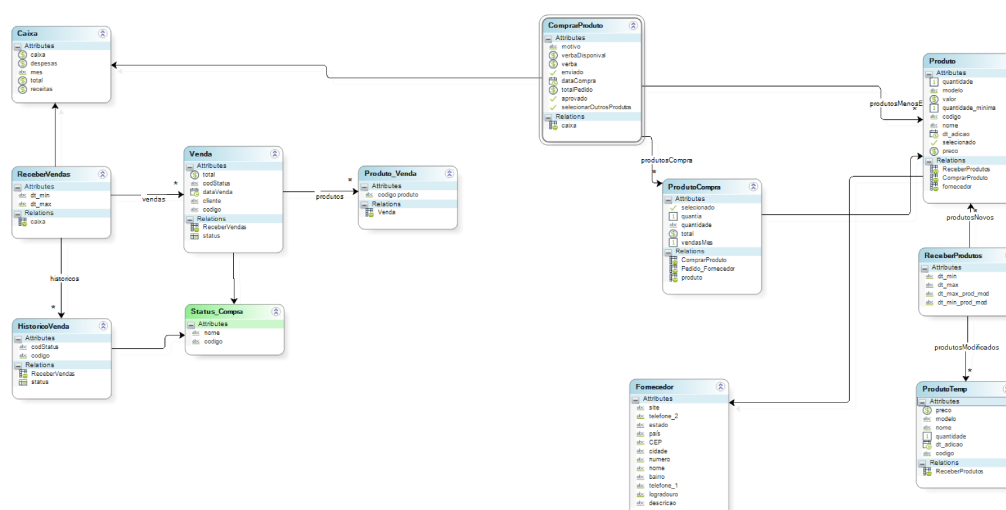 Caixa
Attributes
caixa
despesas
mes
total
receitas
ComprarProduto
Attributes
motivo
verbaDisponival
verba
enviado
dataCompra
totalPedido
aprovado
selecionarOutrosProdutos
Relations
caixa
Produto
Attributes
quantidade
modelo
valor
quantidade_minima
codigo
nome
dt_adicao
selecionado
preco
Relations
ReceberProdutos
ComprarProduto
fornecedor
produtosMenosE
*
ReceberVendas
Attributes
dt_min
dt_max
Relations
caixa
vendas
*
Venda
Attributes
total
codStatus
dataVenda
cliente
codigo
Relations
ReceberVendas
status
produtos
*
Produto_Venda
Attributes
codigo produto
Relations
Venda
produtosCompra
*
ProdutoCompra
Attributes
selecionado
quantia
quantidade
total
vendasMes
Relations
ComprarProduto
Pedido_Fornecedor
produto
*
produtosNovos
ReceberProdutos
Attributes
dt_min
dt_max
dt_max_prod_mod
dt_min_prod_mod
historicos
*
HistoricoVenda
Attributes
codStatus
codigo
Relations
ReceberVendas
status
Status_Compra
Attributes
nome
codigo
produtosModificados
*
ProdutoTemp
Attributes
preco
modelo
nome
quantidade
dt_adicao
codigo
Relations
ReceberProdutos
Fornecedor
Attributes
site
telefone_2
estado
país
CEP
cidade
numero
nome
bairro
telefone_1
logradouro
descricao